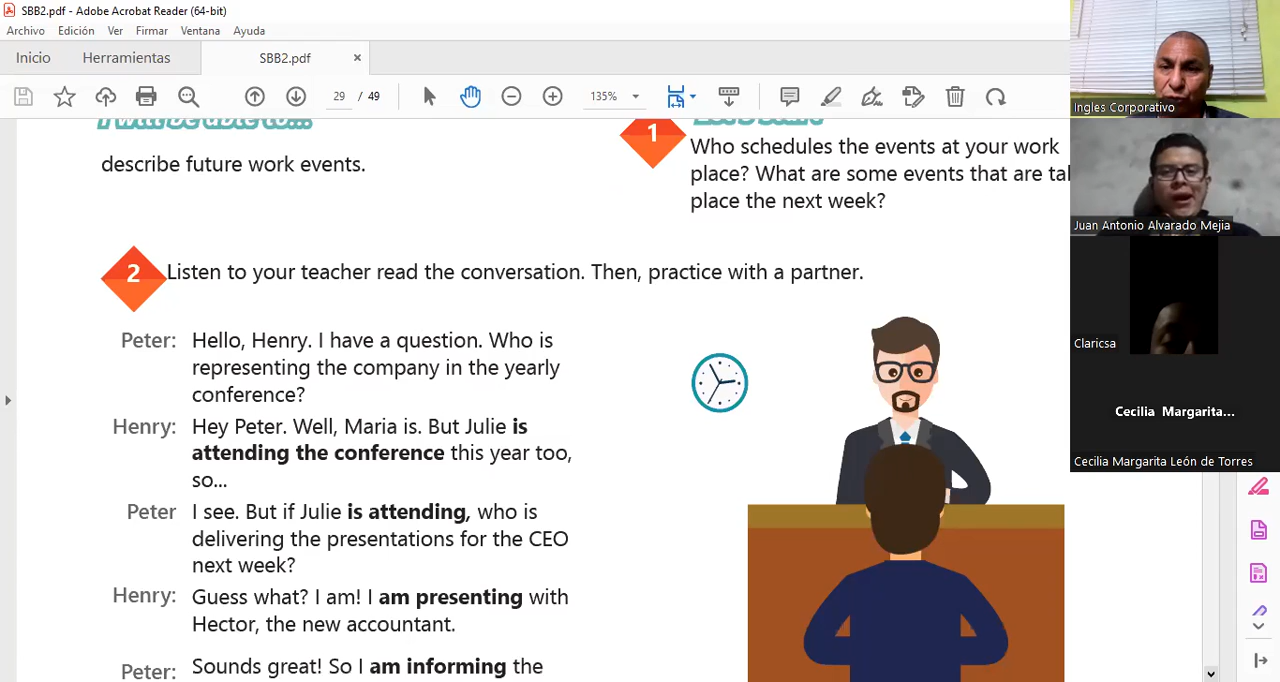 SBB2.pdf - Adobe Acrobat Reader (64-bit)
Archivo Edición Ver Firmar Ventana Ayuda
Inicio Herramientas SBB2.pdf ×
29 / 49 135%
I will be able to...
describe future work events.
1 Let's Start
Who schedules the events at your work
place? What are some events that are tal
place the next week?
2 Listen to your teacher read the conversation. Then, practice with a partner.
Peter: Hello, Henry. I have a question. Who is
representing the company in the yearly
conference?
Henry: Hey Peter. Well, Maria is. But Julie is
attending the conference this year too,
so...
Peter I see. But if Julie is attending, who is
delivering the presentations for the CEO
next week?
Henry: Guess what? I am! I am presenting with
Hector, the new accountant.
Peter: Sounds great! So I am informing the
Ingles Corporativo
Juan Antonio Alvarado Mejia
Claricsa
Cecilia Margarita...
Cecilia Margarita León de Torres